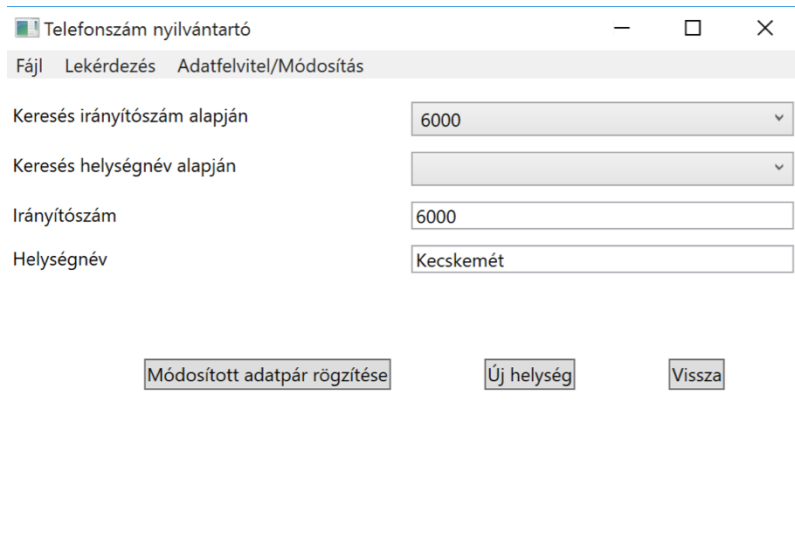 Telefonszám nyilvántartó
Fájl Lekérdezés Adatfelvitel/Módosítás
Keresés irányítószám alapján 6000
Keresés helységnév alapján
Irányítószám 6000
Helységnév Kecskemét
Módosított adatpár rögzítése Új helység Vissza